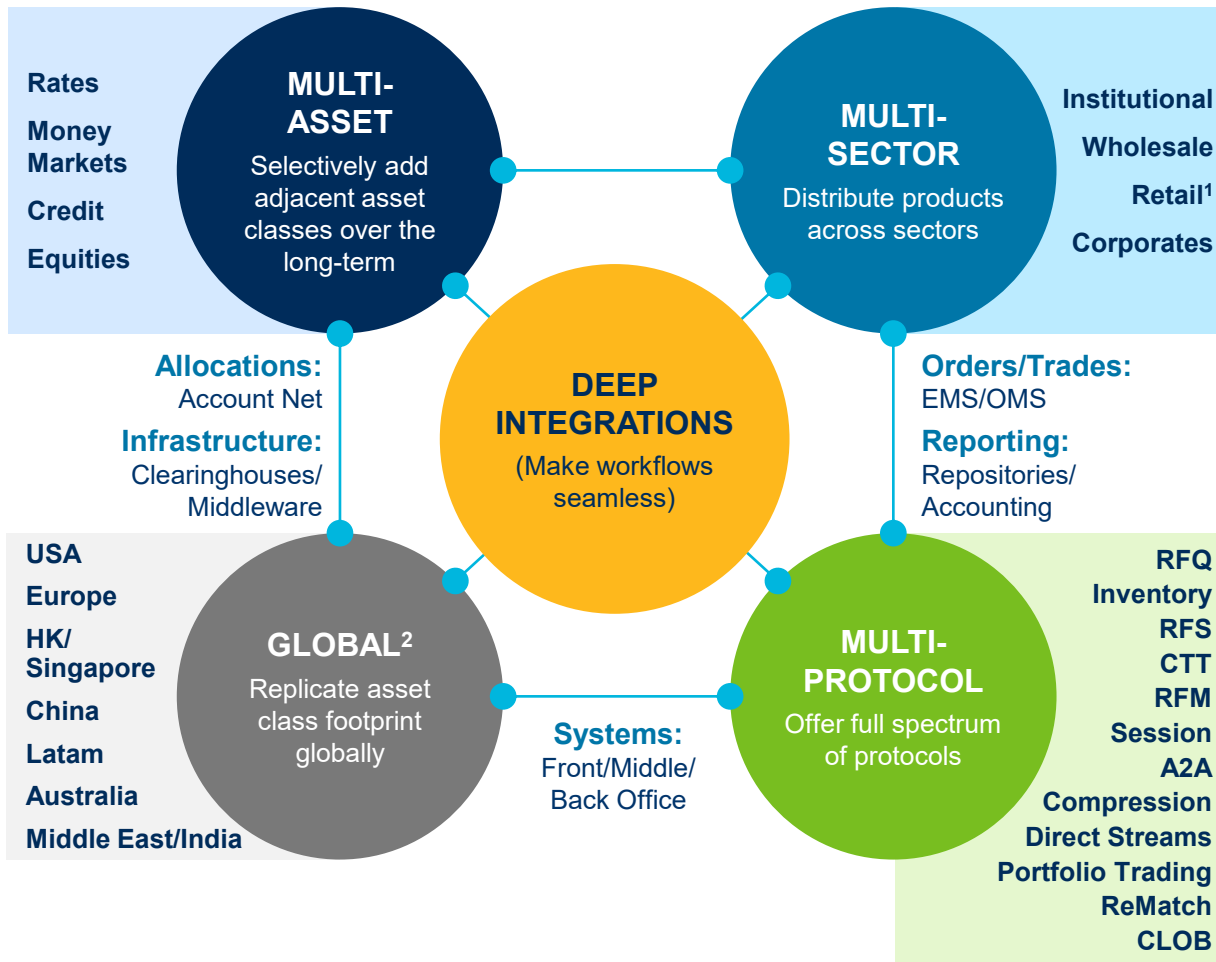 Rates
Money
Markets
Credit
Equities
MULTI-
ASSET
Selectively add
adjacent asset
classes over the
long-term
MULTI-
SECTOR
Distribute products
across sectors
Institutional
Wholesale
Retail¹
Corporates
Allocations:
Account Net
Infrastructure:
Clearinghouses/
Middleware
DEEP
INTEGRATIONS
(Make workflows
seamless)
Orders/Trades:
EMS/OMS
Reporting:
Repositories/
Accounting
USA
Europe
HK/
Singapore
China
Latam
Australia
Middle East/India
GLOBAL²
Replicate asset
class footprint
globally
Systems:
Front/Middle/
Back Office
MULTI-
PROTOCOL
Offer full spectrum
of protocols
RFQ
Inventory
RFS
CTT
RFM
Session
A2A
Compression
Direct Streams
Portfolio Trading
ReMatch
CLOB